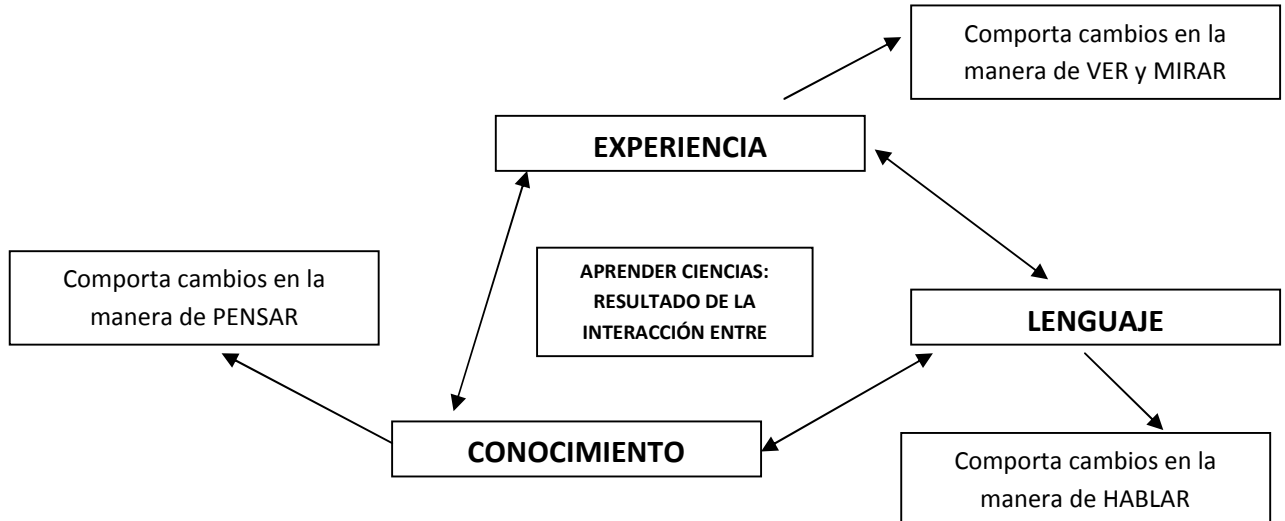 Comporta cambios en la
manera de VER y MIRAR
EXPERIENCIA
Comporta cambios en la
manera de PENSAR
APRENDER CIENCIAS:
RESULTADO DE LA
INTERACCIÓN ENTRE
LENGUAJE
CONOCIMIENTO
Comporta cambios en la
manera de HABLAR